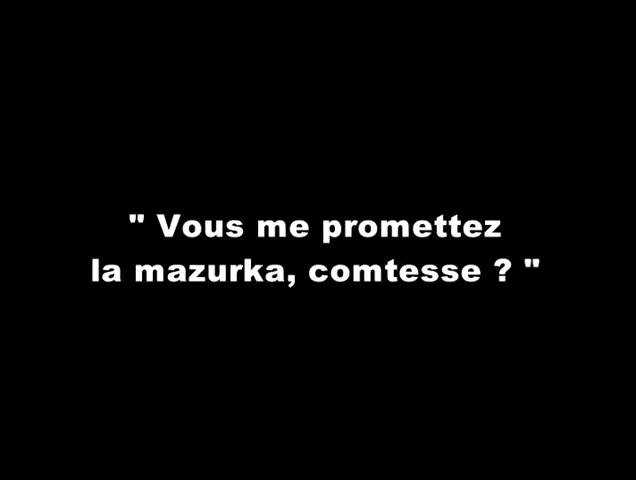 " Vous me promettez
la mazurka, comtesse ? "